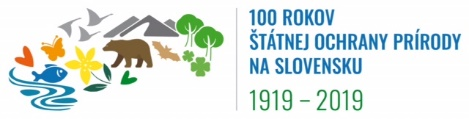 100 ROKOV
ŠTÁTNEJ OCHRANY PRÍRODY
NA SLOVENSKU
1919 – 2019